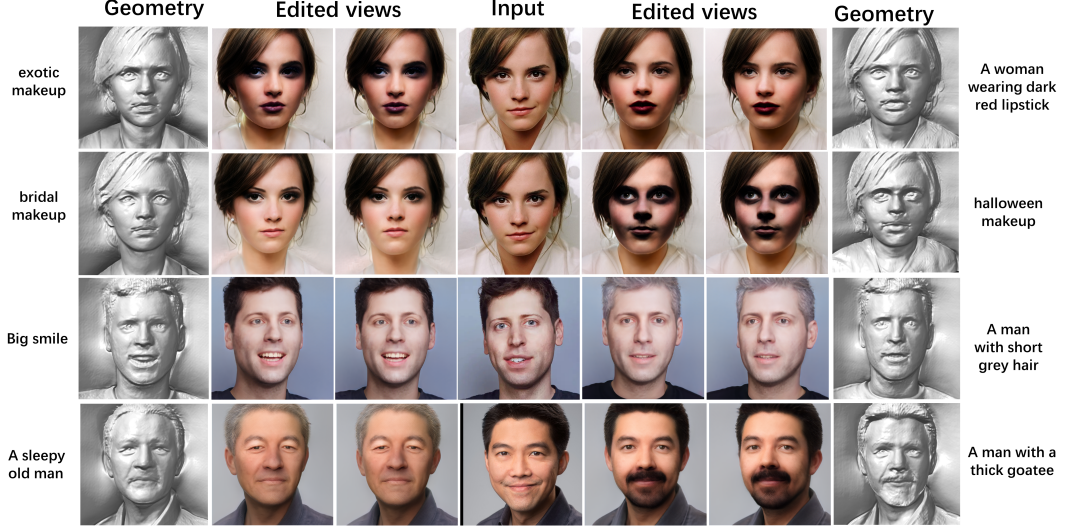 Geometry
Edited views
Input
Edited views
Geometry
exotic
makeup
A woman
wearing dark
red lipstick
bridal
makeup
halloween
makeup
Big smile
A man
with short
grey hair
A sleepy
old man
A man with a
thick goatee